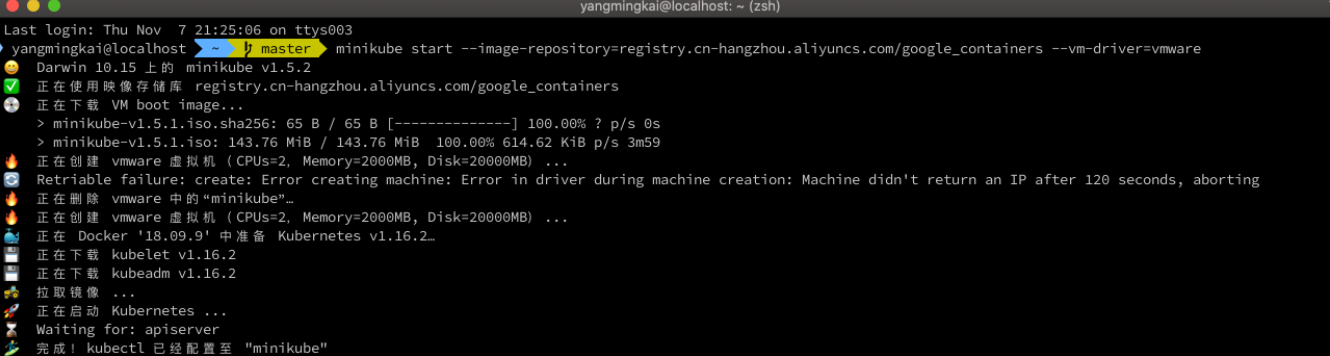 yangmingkai@localhost: ~ (zsh)
Last login: Thu Nov  7 21:25:06 on ttys003
yangmingkai@localhost ~ master minikube start --image-repository=registry.cn-hangzhou.aliyuncs.com/google_containers --vm-driver=vmware
😄 Darwin 10.15 上的 minikube v1.5.2
✅ 正在使用映像存储库 registry.cn-hangzhou.aliyuncs.com/google_containers
💿 正在下载 VM boot image...
> minikube-v1.5.1.iso.sha256: 65 B / 65 B [--------------] 100.00% ? p/s 0s
> minikube-v1.5.1.iso: 143.76 MiB / 143.76 MiB  100.00% 614.62 KiB p/s 3m59
🔥 正在创建 vmware 虚拟机 (CPUs=2, Memory=2000MB, Disk=20000MB) ...
🔄 Retriable failure: create: Error creating machine: Error in driver during machine creation: Machine didn't return an IP after 120 seconds, aborting
🔥 正在删除 vmware 中的“minikube”…
🔥 正在创建 vmware 虚拟机 (CPUs=2, Memory=2000MB, Disk=20000MB) ...
🐳 正在 Docker '18.09.9' 中准备 Kubernetes v1.16.2…
💾 正在下载 kubelet v1.16.2
💾 正在下载 kubeadm v1.16.2
🚜 拉取镜像 ...
🚀 正在启动 Kubernetes ...
⌛ Waiting for: apiserver
🏄 完成! kubectl 已经配置至 "minikube"